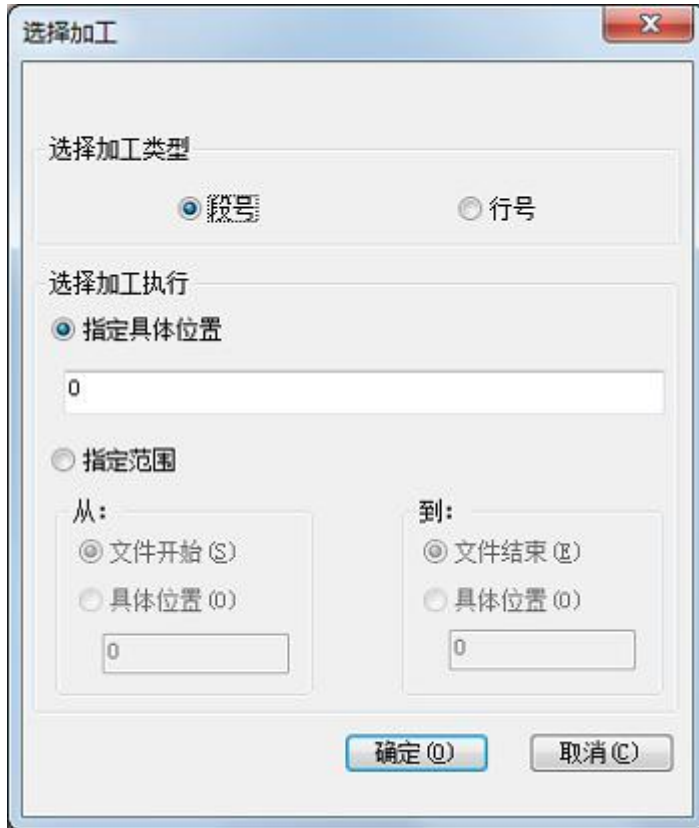 选择加工
选择加工类型
段号 行号
选择加工执行
指定具体位置
0
指定范围
从: 到:
文件开始(S) 文件结束(E)
具体位置(O) 具体位置(O)
0 0
确定(O) 取消(C)